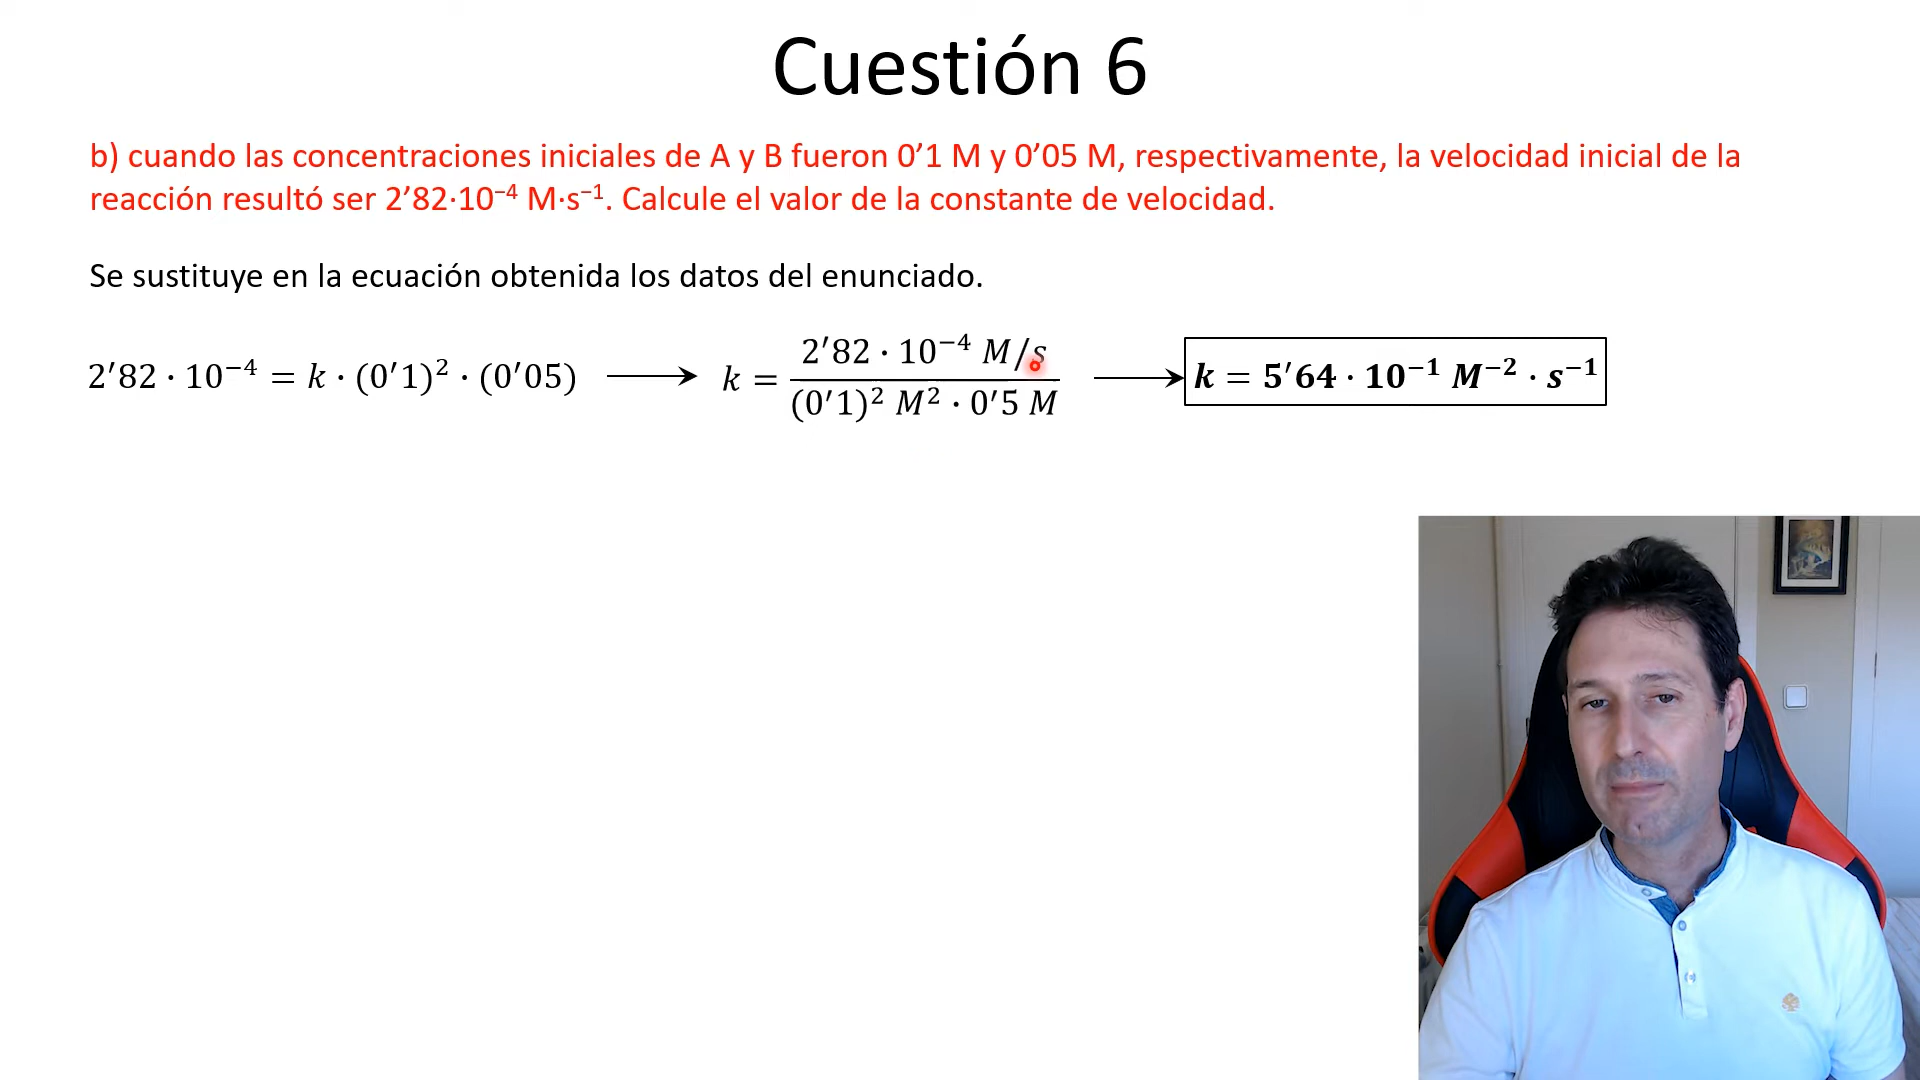 Cuestión 6
b) cuando las concentraciones iniciales de A y B fueron 0’1 M y 0’05 M, respectivamente, la velocidad inicial de la
reacción resultó ser 2’82·10⁻⁴ M·s⁻¹. Calcule el valor de la constante de velocidad.
Se sustituye en la ecuación obtenida los datos del enunciado.
2′82 · 10⁻⁴ = k · (0′1)² · (0′05) ⟶ k = 2′82 · 10⁻⁴ M/s / (0′1)² M² · 0′5 M ⟶ k = 5′64 · 10⁻¹ M⁻² · s⁻¹